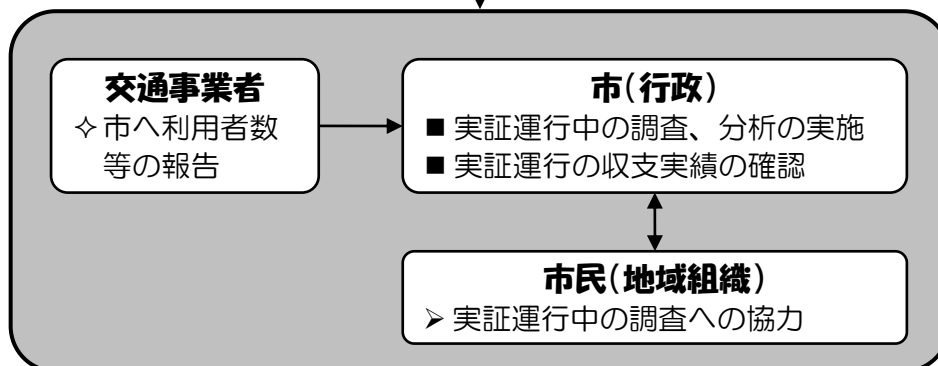 交通事業者
✧市へ利用者数
等の報告
市(行政)
■ 実証運行中の調査、分析の実施
■ 実証運行の収支実績の確認
市民(地域組織)
➢ 実証運行中の調査への協力